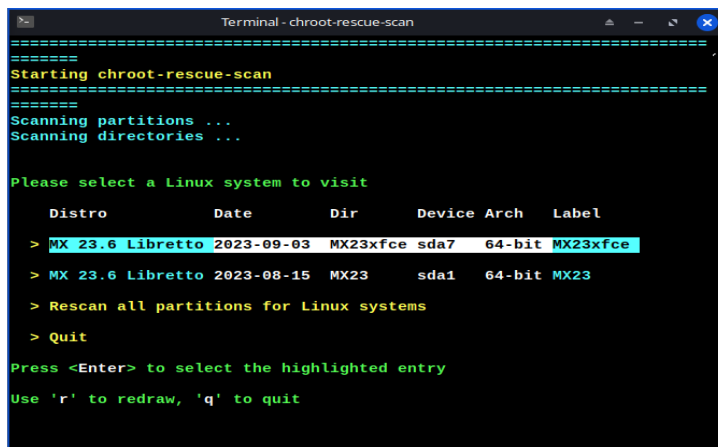 Terminal - chroot-rescue-scan
========================================================================
=======
Starting chroot-rescue-scan
========================================================================
=======
Scanning partitions ...
Scanning directories ...
Please select a Linux system to visit
Distro Date Dir Device Arch Label
> MX 23.6 Libretto 2023-09-03 MX23xfce sda7 64-bit MX23xfce
> MX 23.6 Libretto 2023-08-15 MX23 sda1 64-bit MX23
> Rescan all partitions for Linux systems
> Quit
Press <Enter> to select the highlighted entry
Use 'r' to redraw, 'q' to quit